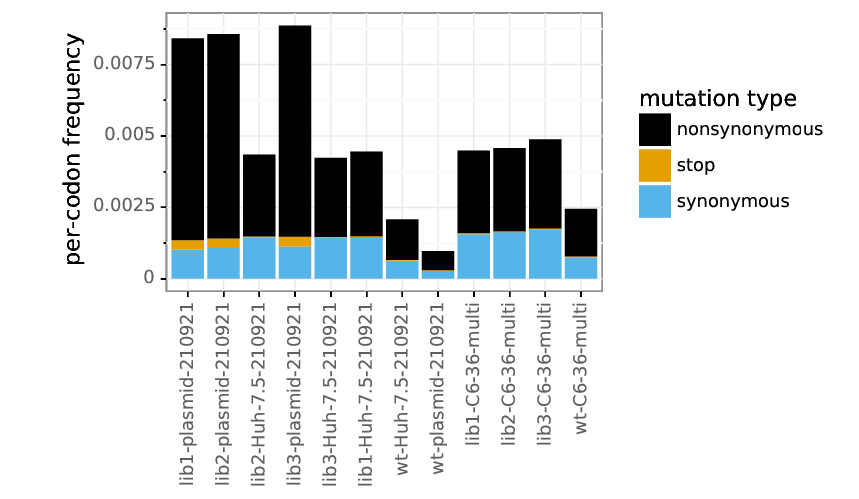 per-codon frequency
0.0075
0.005
0.0025
0
lib1-plasmid-210921
lib2-plasmid-210921
lib2-Huh-7.5-210921
lib3-plasmid-210921
lib3-Huh-7.5-210921
lib1-Huh-7.5-210921
wt-Huh-7.5-210921
wt-plasmid-210921
lib1-C6-36-multi
lib2-C6-36-multi
lib3-C6-36-multi
wt-C6-36-multi
mutation type
nonsynonymous
stop
synonymous